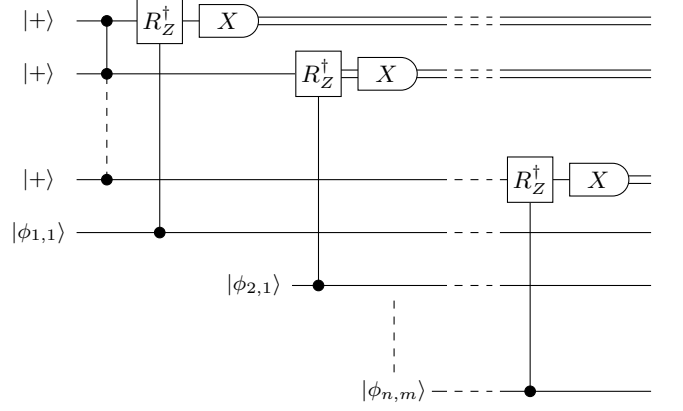 |+⟩ R_Z^† X
|+⟩ R_Z^† X
|+⟩ R_Z^† X
|ϕ_{1,1}⟩
|ϕ_{2,1}⟩
|ϕ_{n,m}⟩